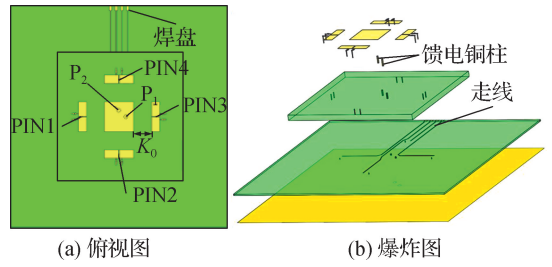 焊盘
P₂
PIN4
P₁
PIN1
PIN3
K₀
PIN2
(a) 俯视图
馈电铜柱
走线
(b) 爆炸图